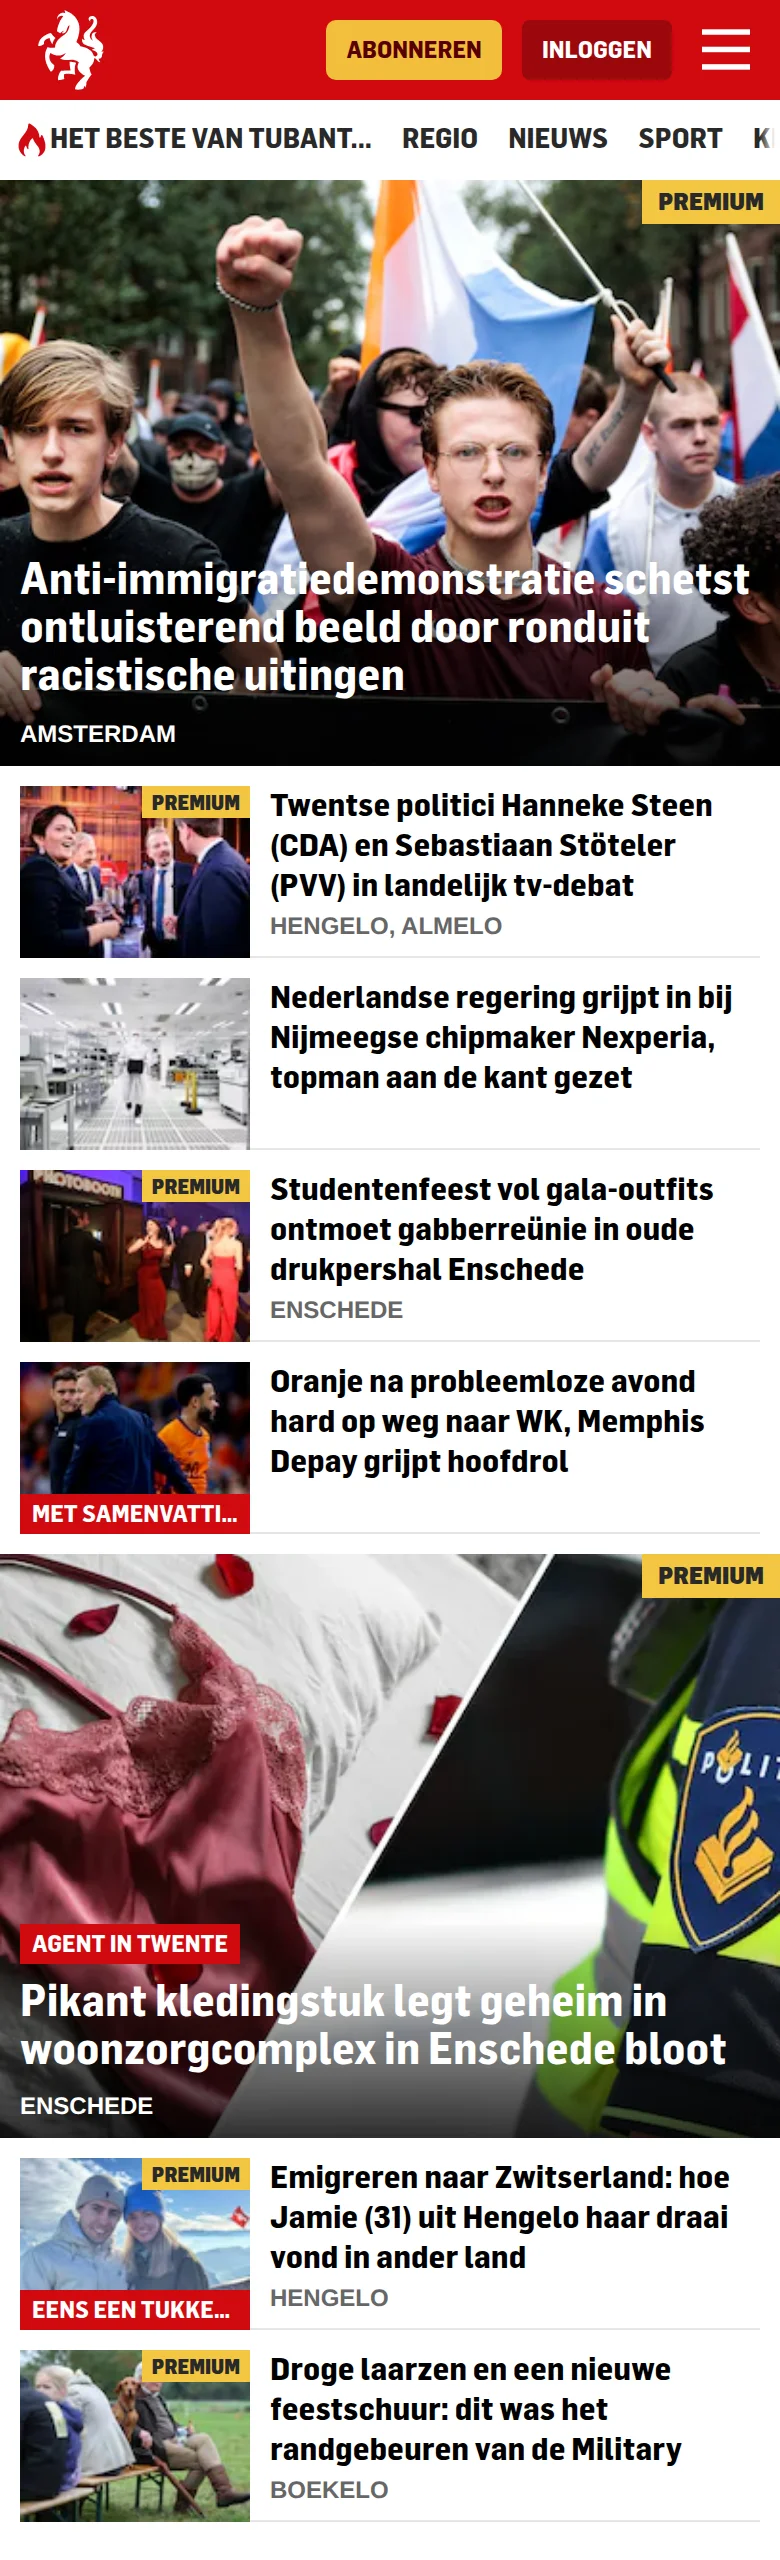 ABONNEREN
INLOGGEN
HET BESTE VAN TUBANT...
REGIO
NIEUWS
SPORT
PREMIUM
Anti-immigratiedemonstratie schetst
ontluisterend beeld door ronduit
racistische uitingen
AMSTERDAM
PREMIUM
Twentse politici Hanneke Steen
(CDA) en Sebastiaan Stöteler
(PVV) in landelijk tv-debat
HENGELO, ALMELO
Nederlandse regering grijpt in bij
Nijmeegse chipmaker Nexperia,
topman aan de kant gezet
PHOTOBOOTH
PREMIUM
Studentenfeest vol gala-outfits
ontmoet gabberreünie in oude
drukpershal Enschede
ENSCHEDE
Oranje na probleemloze avond
hard op weg naar WK, Memphis
Depay grijpt hoofdrol
MET SAMENVATTI...
PREMIUM
POLIT
AGENT IN TWENTE
Pikant kledingstuk legt geheim in
woonzorgcomplex in Enschede bloot
ENSCHEDE
PREMIUM
Emigreren naar Zwitserland: hoe
Jamie (31) uit Hengelo haar draai
vond in ander land
HENGELO
EENS EEN TUKKE...
PREMIUM
Droge laarzen en een nieuwe
feestschuur: dit was het
randgebeuren van de Military
BOEKELO